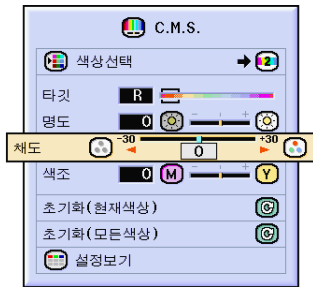 C.M.S.
색상선택 2
타깃 R
명도 0 - +
채도 -30 0 +30
색조 0 M - + Y
초기화(현재색상)
초기화(모든색상)
설정보기